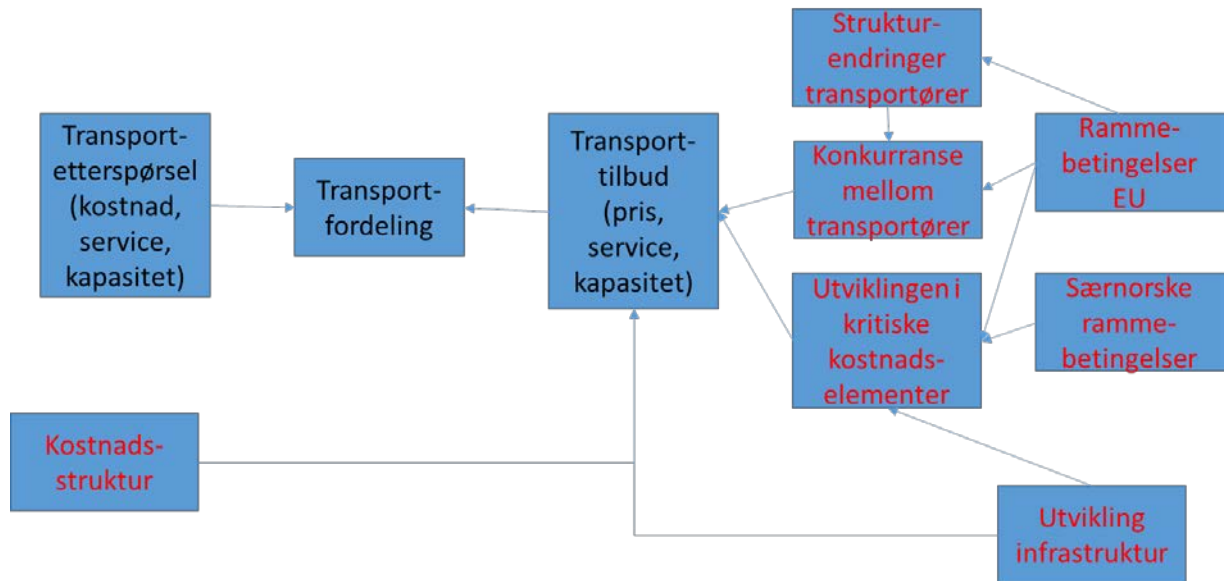 Transport-
etterspørsel
(kostnad,
service,
kapasitet)
Transport-
fordeling
Transport-
tilbud
(pris,
service,
kapasitet)
Struktur-
endringer
transportører
Konkurranse
mellom
transportører
Utviklingen i
kritiske
kostnads-
elementer
Ramme-
betingelser
EU
Særnorske
ramme-
betingelser
Kostnads-
struktur
Utvikling
infrastruktur